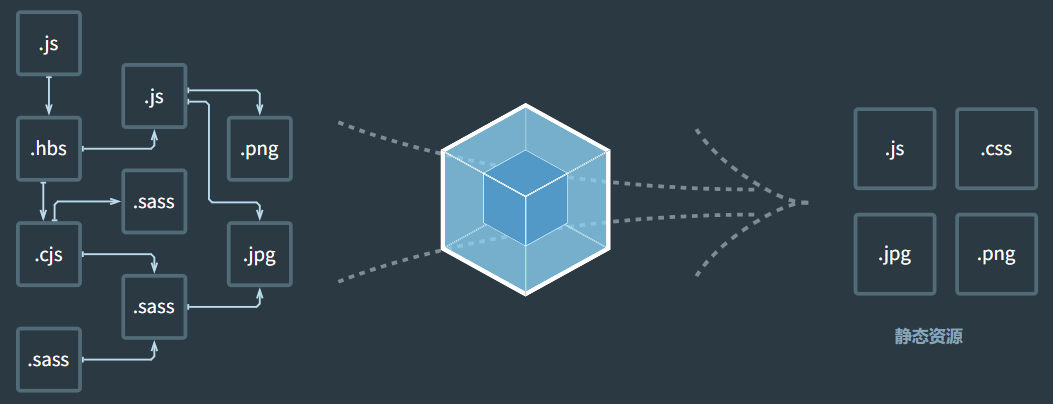 .js
.js
.hbs
.png
.sass
.cjs
.jpg
.sass
.sass
.js
.css
.jpg
.png
静态资源